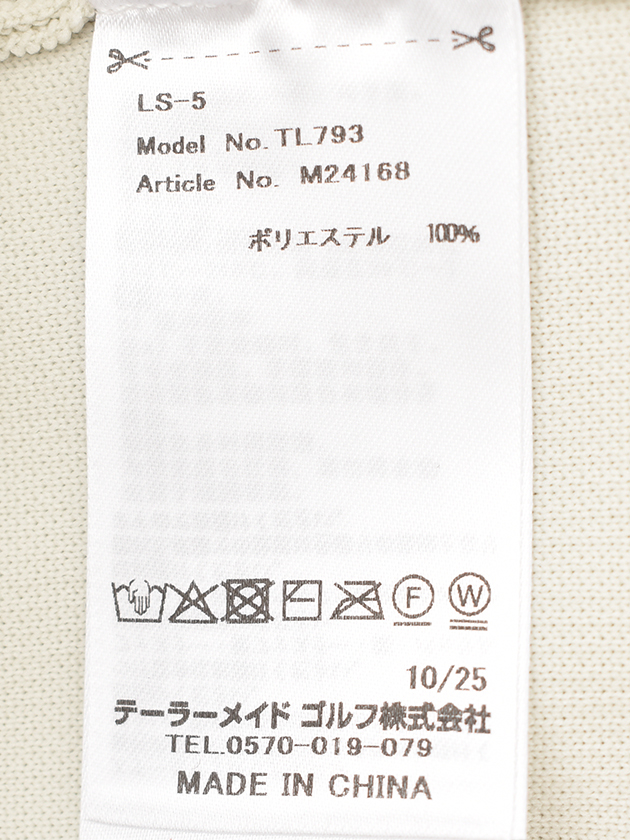 LS-5
Model No. TL793
Article No. M24168
ポリエステル 100%
F W
10/25
テーラーメイド ゴルフ株式会社
TEL.0570-019-079
MADE IN CHINA